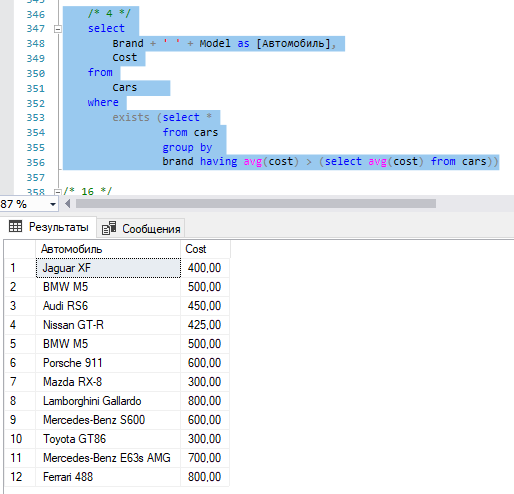 346 /* 4 */
347 select
348 Brand + ' ' + Model as [Автомобиль],
349 Cost
350 from
351 Cars
352 where
353 exists (select *
354 from cars
355 group by
356 brand having avg(cost) > (select avg(cost) from cars))
357
358 /* 16 */
87 %
Результаты Сообщения
Автомобиль Cost
1 Jaguar XF 400,00
2 BMW M5 500,00
3 Audi RS6 450,00
4 Nissan GT-R 425,00
5 BMW M5 500,00
6 Porsche 911 600,00
7 Mazda RX-8 300,00
8 Lamborghini Gallardo 800,00
9 Mercedes-Benz S600 600,00
10 Toyota GT86 300,00
11 Mercedes-Benz E63s AMG 700,00
12 Ferrari 488 800,00